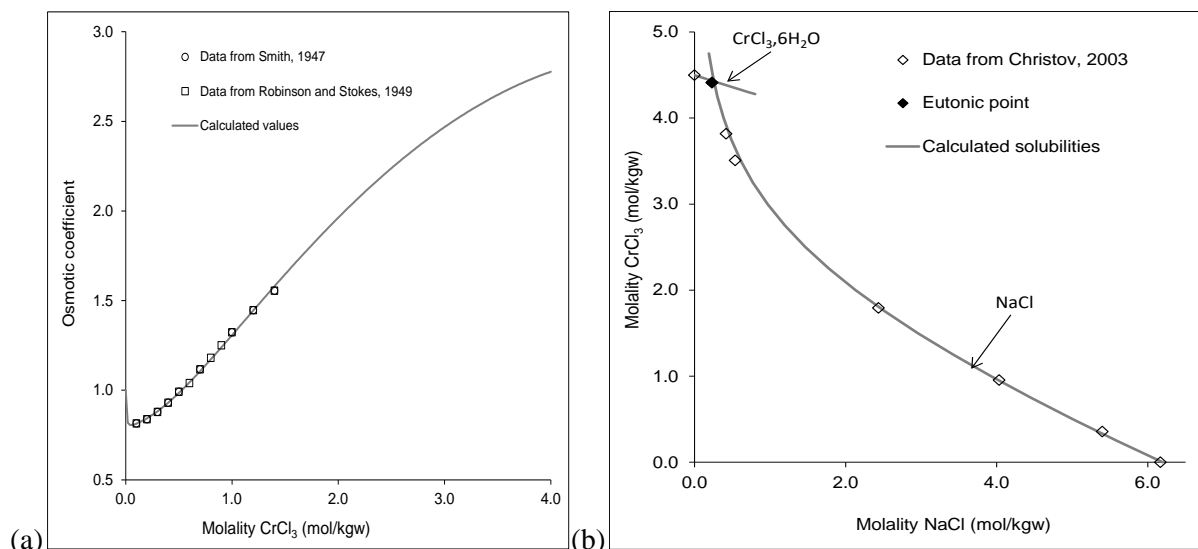 3.0
2.5
2.0
1.5
1.0
0.5
Osmotic coefficient
Data from Smith, 1947
Data from Robinson and Stokes, 1949
Calculated values
0.0 1.0 2.0 3.0 4.0
Molality CrCl₃ (mol/kgw)
(a)
5.0
4.0
3.0
2.0
1.0
0.0
Molality CrCl₃ (mol/kgw)
CrCl₃,6H₂O
Data from Christov, 2003
Eutonic point
Calculated solubilities
NaCl
0.0 2.0 4.0 6.0
Molality NaCl (mol/kgw)
(b)